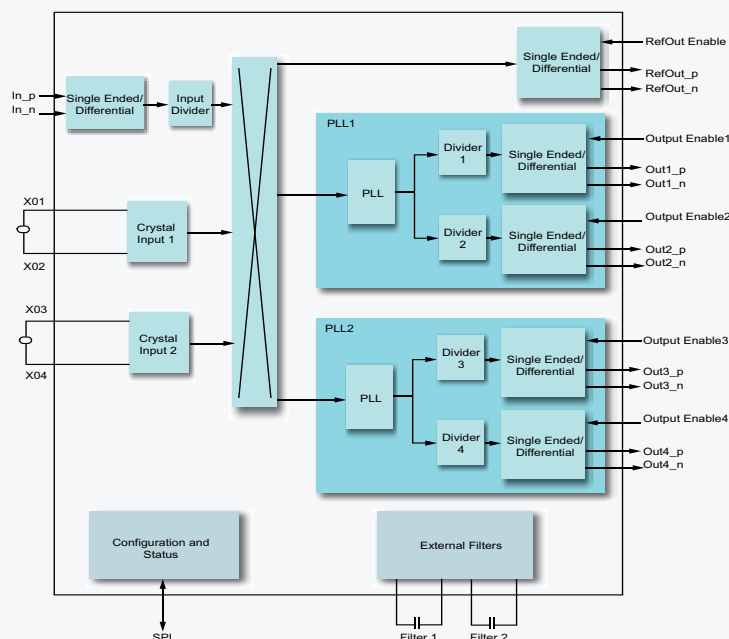 RefOut Enable
Single Ended/
Differential
RefOut_p
RefOut_n
In_p
In_n
Single Ended/
Differential
Input
Divider
PLL1
Output Enable1
Divider
1
Single Ended/
Differential
Out1_p
Out1_n
PLL
X01
Crystal
Input 1
X02
Output Enable2
Divider
2
Single Ended/
Differential
Out2_p
Out2_n
X03
Crystal
Input 2
X04
PLL2
Output Enable3
Divider
3
Single Ended/
Differential
Out3_p
Out3_n
PLL
Output Enable4
Divider
4
Single Ended/
Differential
Out4_p
Out4_n
Configuration and
Status
External Filters
SPI
Filter 1
Filter 2